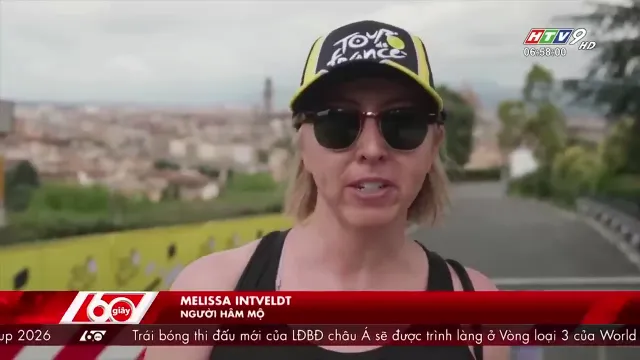 HTV9 HD
06:58:00
TOUR
de
france
60 giây
MELISSA INTVELDT
NGƯỜI HÂM MỘ
up 2026 60 Trái bóng thi đấu mới của LĐBĐ châu Á sẽ được trình làng ở Vòng loại 3 của World